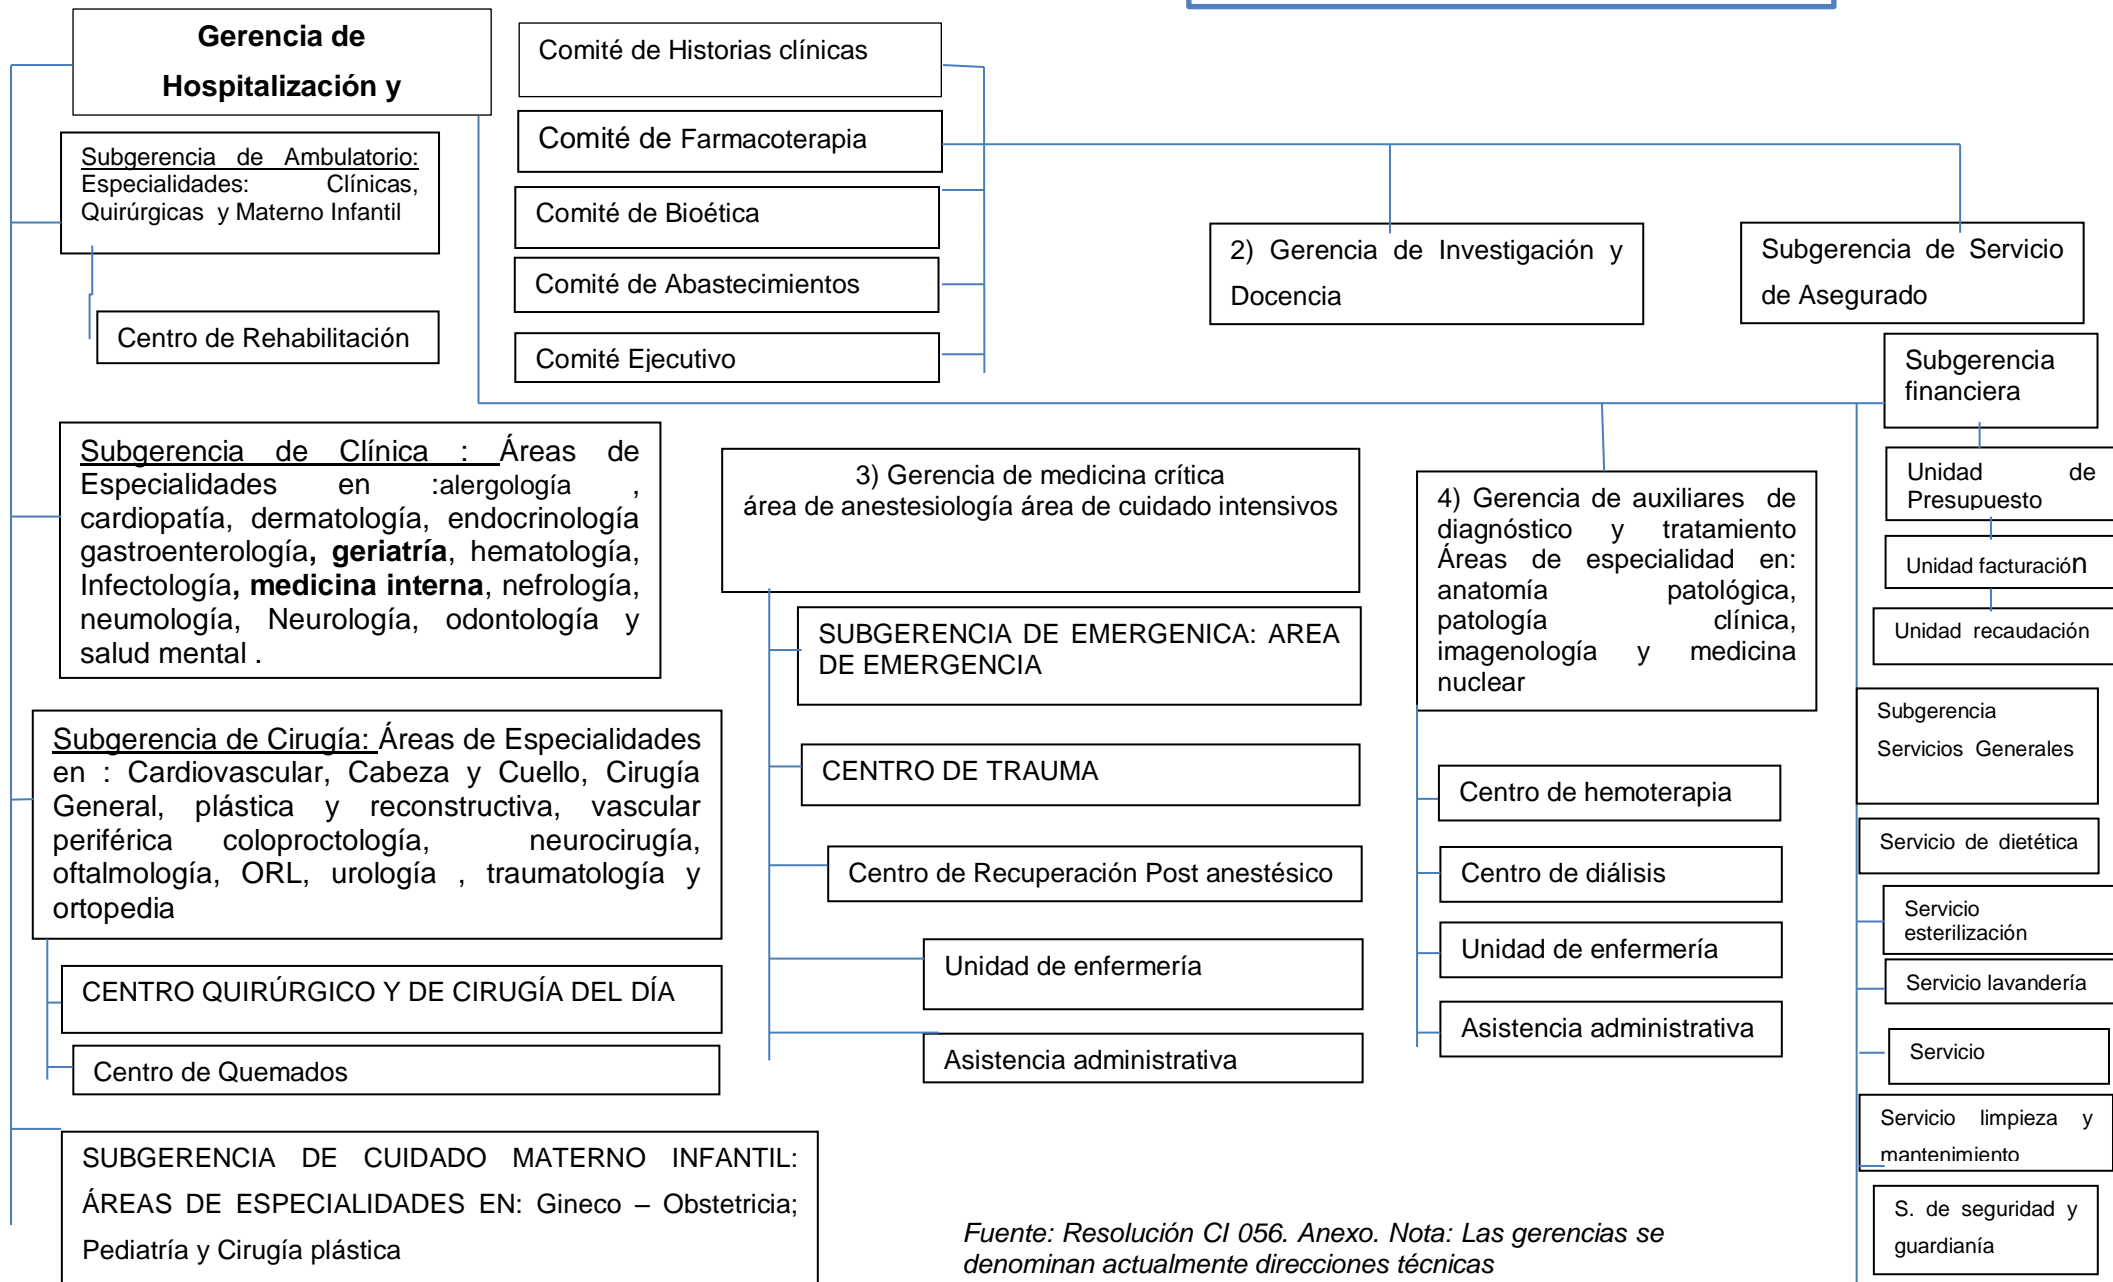 Gerencia de
Hospitalización y
Subgerencia de Ambulatorio:
Especialidades: Clínicas,
Quirúrgicas y Materno Infantil
Centro de Rehabilitación
Comité de Historias clínicas
Comité de Farmacoterapia
Comité de Bioética
Comité de Abastecimientos
Comité Ejecutivo
2) Gerencia de Investigación y
Docencia
Subgerencia de Servicio
de Asegurado
Subgerencia
financiera
Unidad de
Presupuesto
Unidad facturación
Unidad recaudación
Subgerencia de Clínica : Áreas de
Especialidades en :alergología ,
cardiopatía, dermatología, endocrinología
gastroenterología, geriatría, hematología,
Infectología, medicina interna, nefrología,
neumología, Neurología, odontología y
salud mental .
3) Gerencia de medicina crítica
área de anestesiología área de cuidado intensivos
SUBGERENCIA DE EMERGENICA: AREA
DE EMERGENCIA
CENTRO DE TRAUMA
Centro de Recuperación Post anestésico
Unidad de enfermería
Asistencia administrativa
4) Gerencia de auxiliares de
diagnóstico y tratamiento
Áreas de especialidad en:
anatomía patológica,
patología clínica,
imagenología y medicina
nuclear
Centro de hemoterapia
Centro de diálisis
Unidad de enfermería
Asistencia administrativa
Subgerencia
Servicios Generales
Servicio de dietética
Servicio
esterilización
Servicio lavandería
Servicio
Servicio limpieza y
mantenimiento
S. de seguridad y
guardianía
Subgerencia de Cirugía: Áreas de Especialidades
en : Cardiovascular, Cabeza y Cuello, Cirugía
General, plástica y reconstructiva, vascular
periférica coloproctología, neurocirugía,
oftalmología, ORL, urología , traumatología y
ortopedia
CENTRO QUIRÚRGICO Y DE CIRUGÍA DEL DÍA
Centro de Quemados
SUBGERENCIA DE CUIDADO MATERNO INFANTIL:
ÁREAS DE ESPECIALIDADES EN: Gineco – Obstetricia;
Pediatría y Cirugía plástica
Fuente: Resolución CI 056. Anexo. Nota: Las gerencias se
denominan actualmente direcciones técnicas